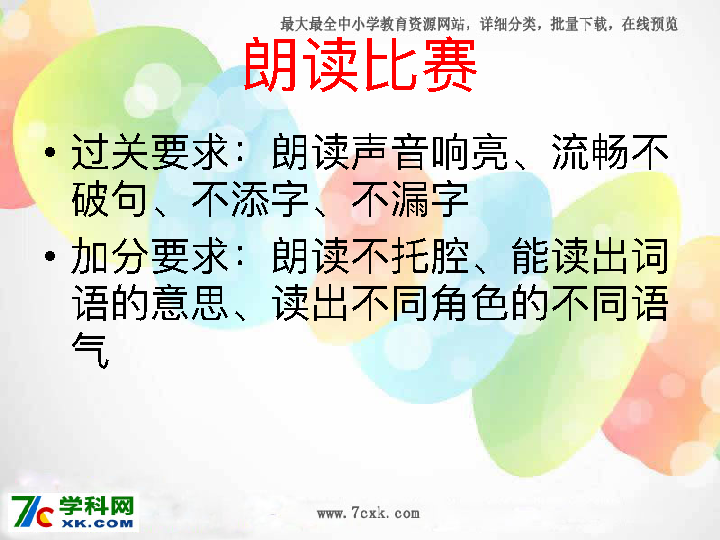 最大最全中小学教育资源网站，详细分类，批量下载，在线预览
朗读比赛
• 过关要求：朗读声音响亮、流畅不
破句、不添字、不漏字
• 加分要求：朗读不托腔、能读出词
语的意思、读出不同角色的不同语
气
7c 学科网
XK.COM
www.7cxk.com